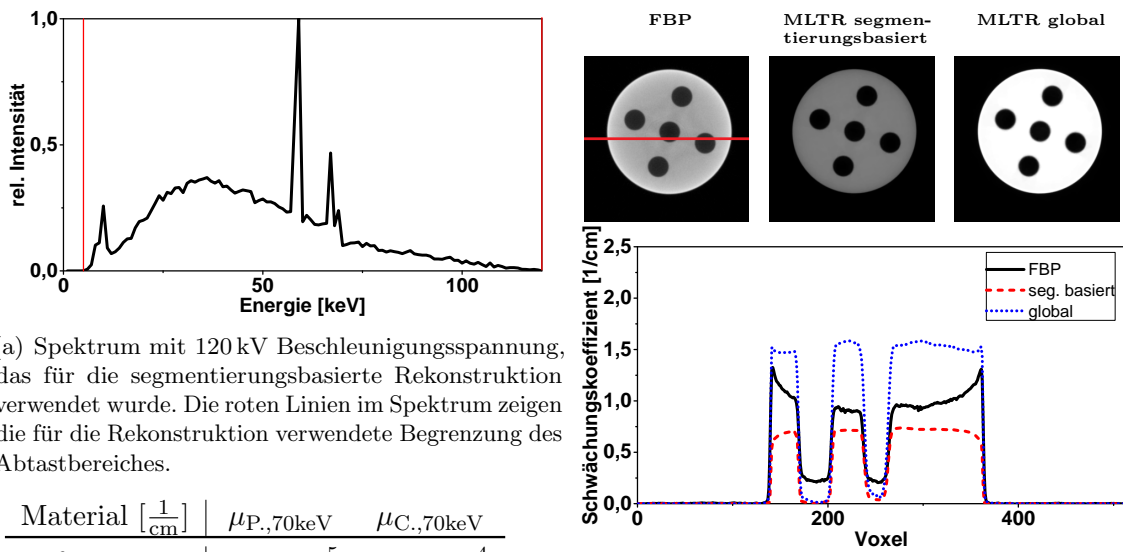 1,0
0,5
0,0
0
50
100
rel. Intensität
Energie [keV]
(a) Spektrum mit 120 kV Beschleunigungsspannung,
das für die segmentierungsbasierte Rekonstruktion
verwendet wurde. Die roten Linien im Spektrum zeigen
die für die Rekonstruktion verwendete Begrenzung des
Abtastbereiches.
Material [1/cm] μP.,70keV μC.,70keV
FBP
MLTR segmen-
tierungsbasiert
MLTR global
2,5
2,0
1,5
1,0
0,5
0,0
0
200
400
Schwächungskoeffizient [1/cm]
Voxel
FBP
seg. basiert
global